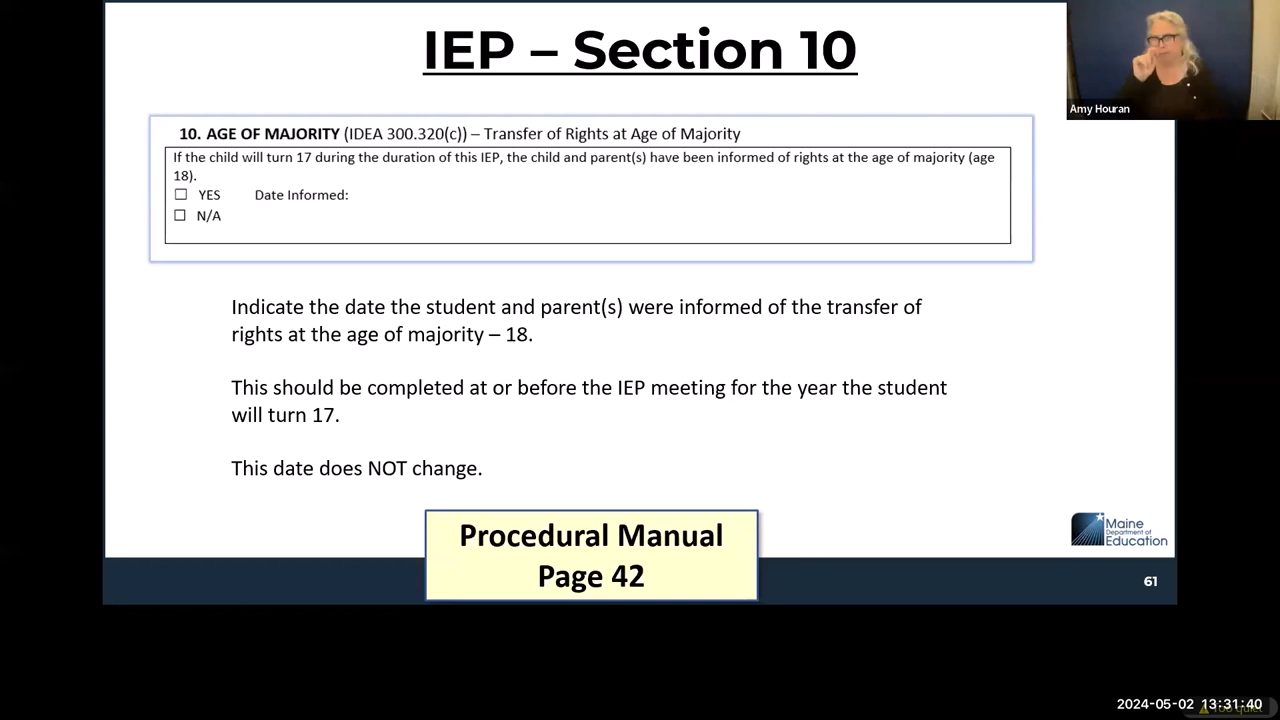 IEP – Section 10
Amy Houran
10. AGE OF MAJORITY (IDEA 300.320(c)) – Transfer of Rights at Age of Majority
If the child will turn 17 during the duration of this IEP, the child and parent(s) have been informed of rights at the age of majority (age
18).
☐ YES Date Informed:
☐ N/A
Indicate the date the student and parent(s) were informed of the transfer of
rights at the age of majority – 18.
This should be completed at or before the IEP meeting for the year the student
will turn 17.
This date does NOT change.
Procedural Manual
Page 42
Maine
Department of
Education
61
2024-05-02 13:31:40